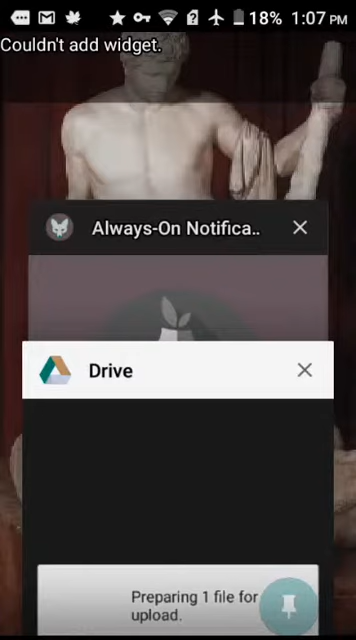 18% 1:07 PM
Couldn't add widget.
Always-On Notifica..
Drive
Preparing 1 file for
upload.